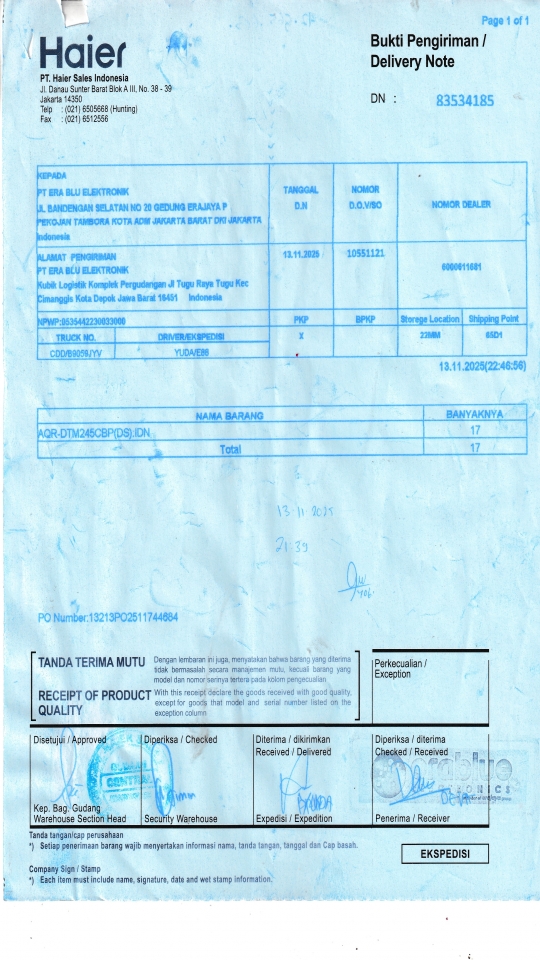 Page 1 of 1
Haier
Bukti Pengiriman /
Delivery Note
PT. Haier Sales Indonesia
Jl. Danau Sunter Barat Blok A III, No. 38 - 39
Jakarta 14350
Telp : (021) 6505668 (Hunting)
Fax : (021) 6512556
DN : 83534185
KEPADA
PT ERA BLU ELEKTRONIK
JL BANDENGAN SELATAN NO 20 GEDUNG ERAJAYA P
PEKOJAN TAMBORA KOTA ADM JAKARTA BARAT DKI JAKARTA
Indonesia
TANGGAL
D.N
NOMOR
D.O.V/SO
NOMOR DEALER
ALAMAT PENGIRIMAN
PT ERA BLU ELEKTRONIK
Kubik Logistik Komplek Pergudangan Jl Tugu Raya Tugu Kec
Cimanggis Kota Depok Jawa Barat 16451 Indonesia
13.11.2025
10551121
6000611681
NPWP:0535442230033000
PKP
BPKP
Storege Location
Shipping Point
TRUCK NO.
DRIVER/EKSPEDISI
X
22MM
65D1
CDD/B9056/YV
YUDA/E86
13.11.2025(22:46:56)
NAMA BARANG
BANYAKNYA
AQR-DTM245CBP(DS):IDN
17
Total
17
13 11 2025
21:39
PO Number:13213PO2511744684
TANDA TERIMA MUTU
Dengan lembaran ini juga, menyatakan bahwa barang yang diterima
tidak bermasalah secara manajemen mutu, kecuali barang yang
model dan nomor serinya tertera pada kolom pengecualian
RECEIPT OF PRODUCT
QUALITY
With this receipt declare the goods received with good quality,
except for goods that model and serial number listed on the
exception column
Perkecualian /
Exception
Disetujui / Approved
Diperiksa / Checked
Diterima / dikirimkan
Received / Delivered
Diperiksa / diterima
Checked / Received
Kep. Bag. Gudang
Warehouse Section Head
Security Warehouse
Expedisi / Expedition
Penerima / Receiver
Tanda tangan/cap perusahaan
*) Setiap penerimaan barang wajib menyertakan informasi nama, tanda tangan, tanggal dan Cap basah.
EKSPEDISI
Company Sign / Stamp
*) Each item must include name, signature, date and wet stamp information.